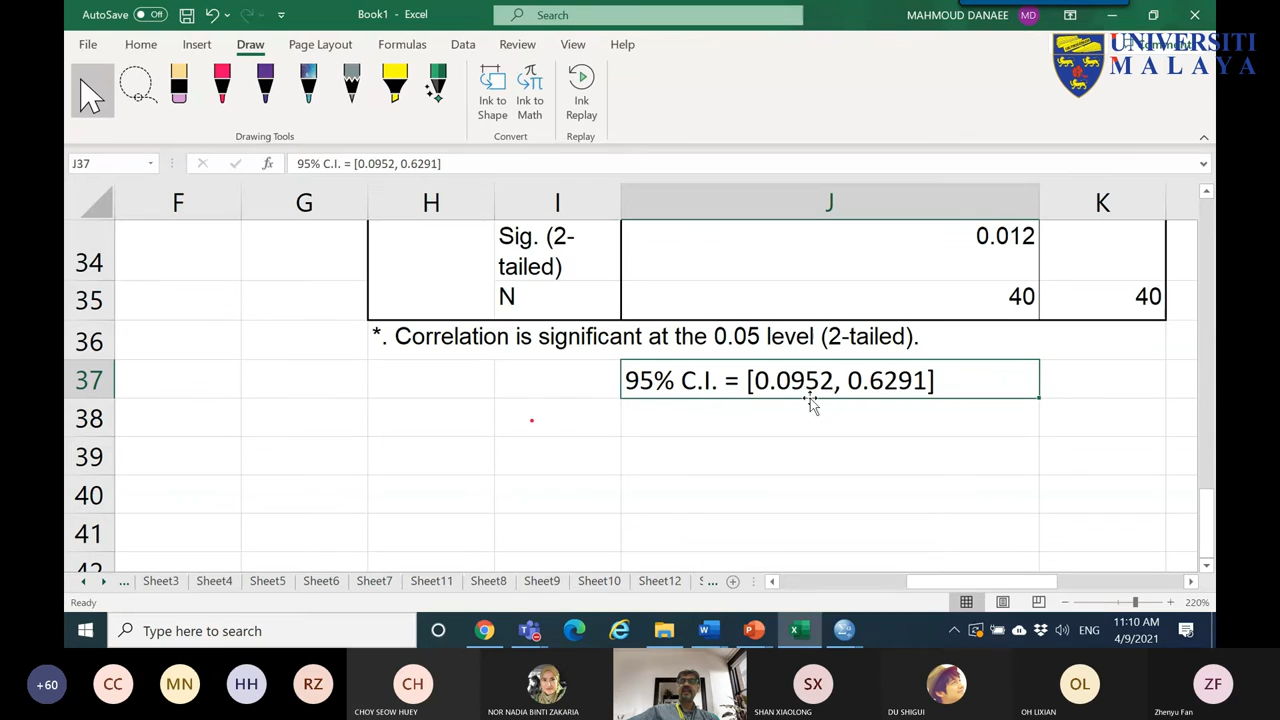 AutoSave Off Book1 - Excel Search MAHMOUD DANAEE MD
File Home Insert Draw Page Layout Formulas Data Review View Help
UNIVERSITI
MALAYA
Ink to Shape
Ink to Math
Ink Replay
Drawing Tools Convert Replay
J37 fx 95% C.I. = [0.0952, 0.6291]
F G H I J K
34 Sig. (2-tailed) 0.012
35 N 40 40
36 *. Correlation is significant at the 0.05 level (2-tailed).
37 95% C.I. = [0.0952, 0.6291]
38
39
40
41
42
... Sheet3 Sheet4 Sheet5 Sheet6 Sheet7 Sheet11 Sheet8 Sheet9 Sheet10 Sheet12 ...
Ready 220%
Type here to search ENG 11:10 AM
4/9/2021
+60 CC MN HH RZ CH SX OL ZF
CHOY SEOW HUEY NOR NADIA BINTI ZAKARIA SHAN XIAOLONG DU SHIGUI OH LIXIAN Zhenyu Fan